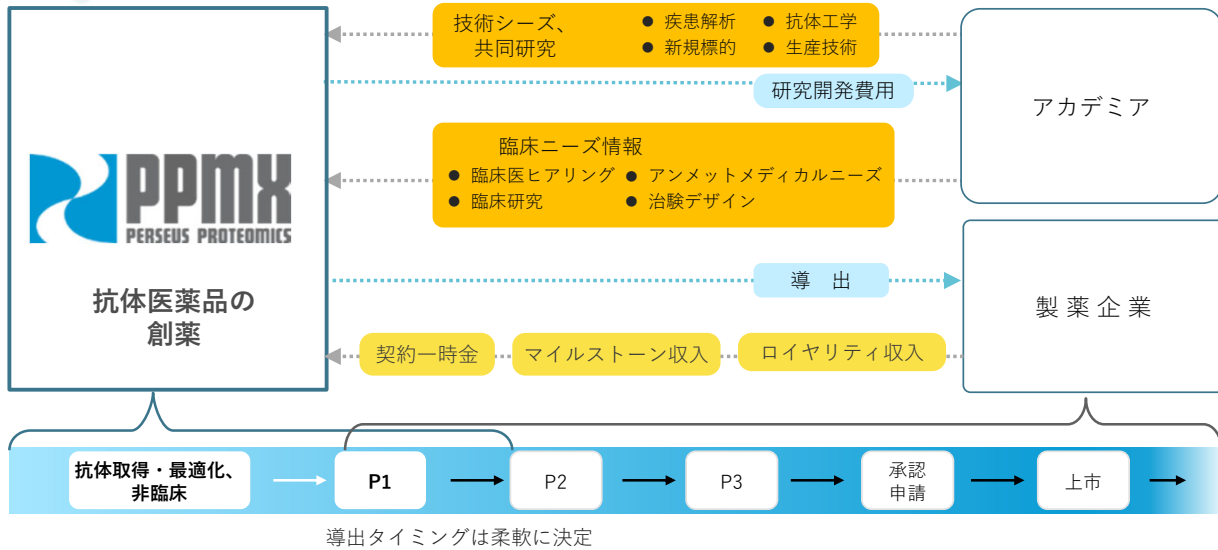 技術シーズ、
共同研究
● 疾患解析 ● 抗体工学
● 新規標的 ● 生産技術
研究開発費用
アカデミア
臨床ニーズ情報
● 臨床医ヒアリング ● アンメットメディカルニーズ
● 臨床研究 ● 治験デザイン
PPMX
PERSEUS PROTEOMICS
抗体医薬品の
創薬
導 出
製薬企業
契約一時金 マイルストーン収入 ロイヤリティ収入
抗体取得・最適化、
非臨床
P1
P2
P3
承認
申請
上市
導出タイミングは柔軟に決定